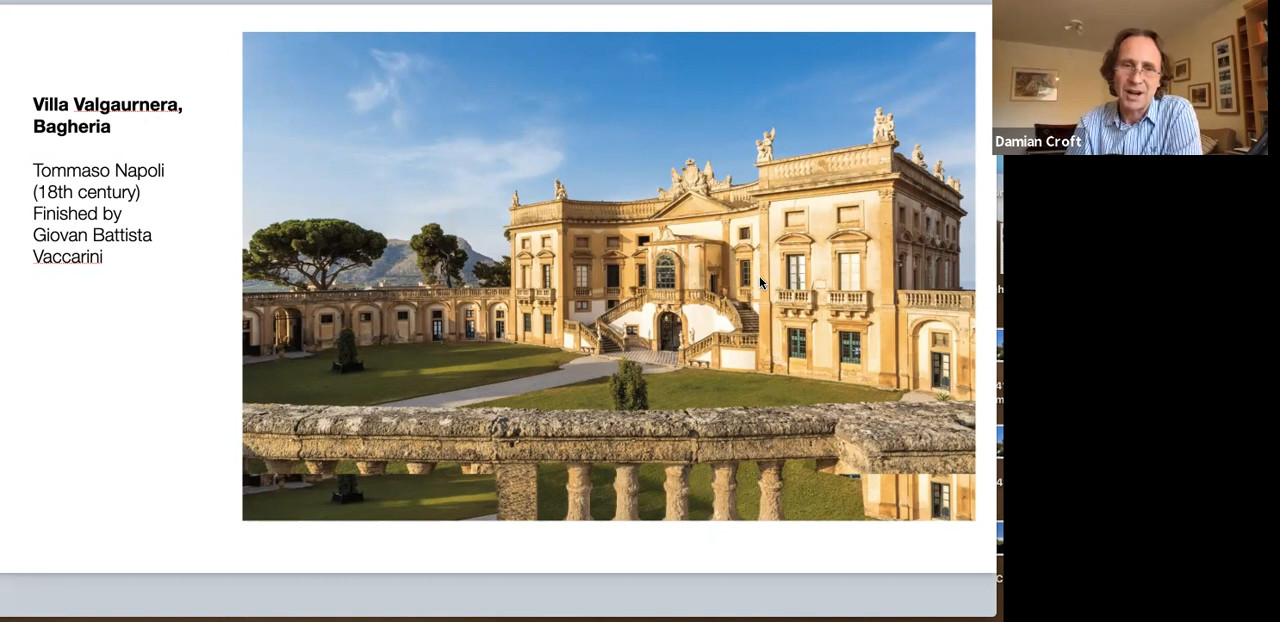 Villa Valgaurnera,
Bagheria
Tommaso Napoli
(18th century)
Finished by
Giovan Battista
Vaccarini
Damian Croft